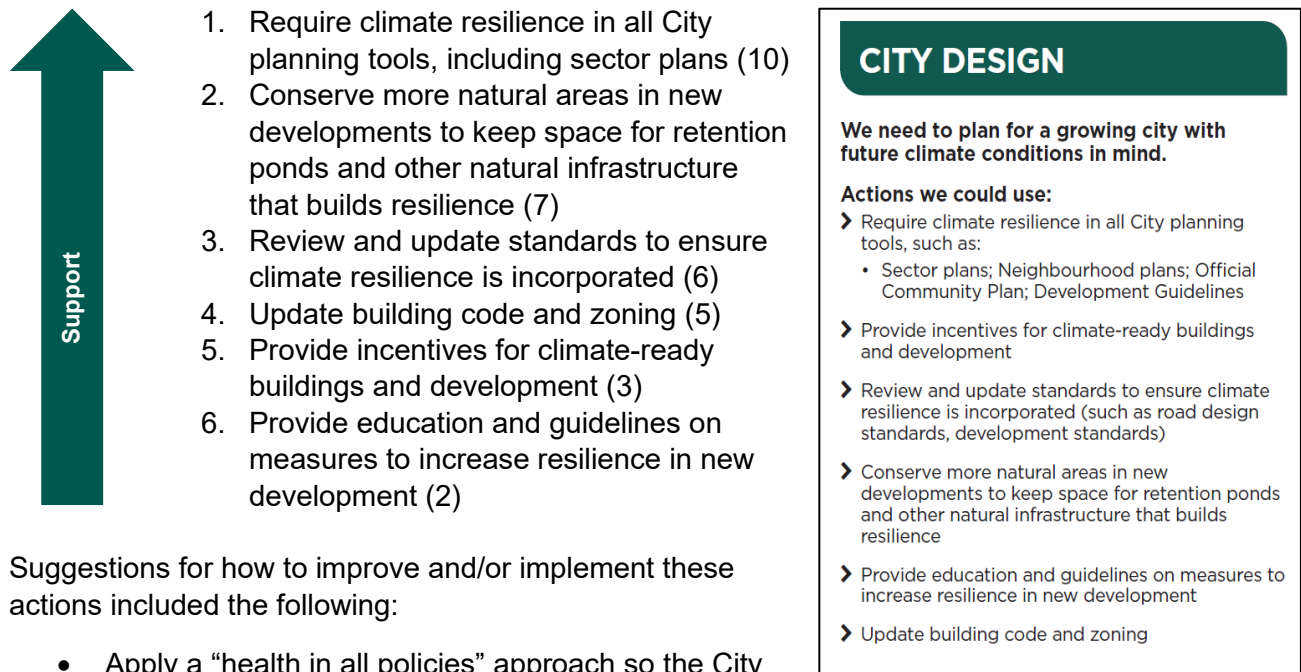 Support
1. Require climate resilience in all City
planning tools, including sector plans (10)
2. Conserve more natural areas in new
developments to keep space for retention
ponds and other natural infrastructure
that builds resilience (7)
3. Review and update standards to ensure
climate resilience is incorporated (6)
4. Update building code and zoning (5)
5. Provide incentives for climate-ready
buildings and development (3)
6. Provide education and guidelines on
measures to increase resilience in new
development (2)
Suggestions for how to improve and/or implement these
actions included the following:
• Apply a “health in all policies” approach so the City
CITY DESIGN
We need to plan for a growing city with
future climate conditions in mind.
Actions we could use:
❯ Require climate resilience in all City planning
tools, such as:
• Sector plans; Neighbourhood plans; Official
Community Plan; Development Guidelines
❯ Provide incentives for climate-ready buildings
and development
❯ Review and update standards to ensure climate
resilience is incorporated (such as road design
standards, development standards)
❯ Conserve more natural areas in new
developments to keep space for retention ponds
and other natural infrastructure that builds
resilience
❯ Provide education and guidelines on measures to
increase resilience in new development
❯ Update building code and zoning